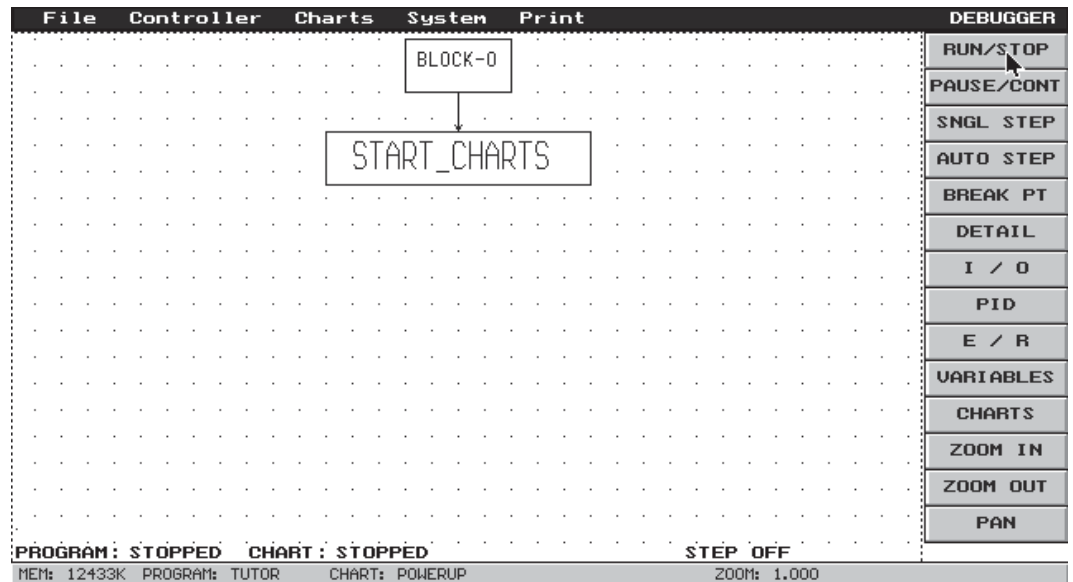 File Controller Charts System Print DEBUGGER
BLOCK-0
START_CHARTS
RUN/STOP
PAUSE/CONT
SNGL STEP
AUTO STEP
BREAK PT
DETAIL
I / O
PID
E / R
VARIABLES
CHARTS
ZOOM IN
ZOOM OUT
PAN
PROGRAM: STOPPED CHART: STOPPED STEP OFF
MEM: 12433K PROGRAM: TUTOR CHART: POWERUP ZOOM: 1.000